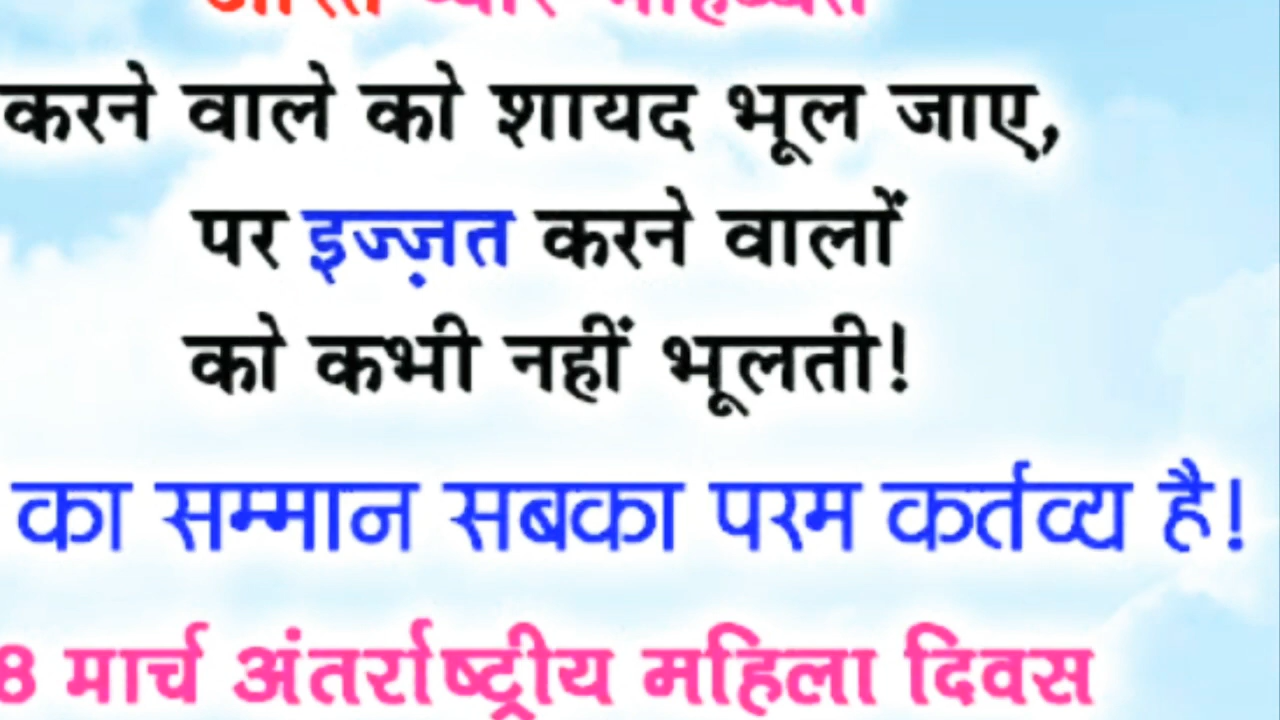 करने वाले को शायद भूल जाए,
पर इज्ज़त करने वालों
को कभी नहीं भूलती!
का सम्मान सबका परम कर्तव्य है!
8 मार्च अंतर्राष्ट्रीय महिला दिवस